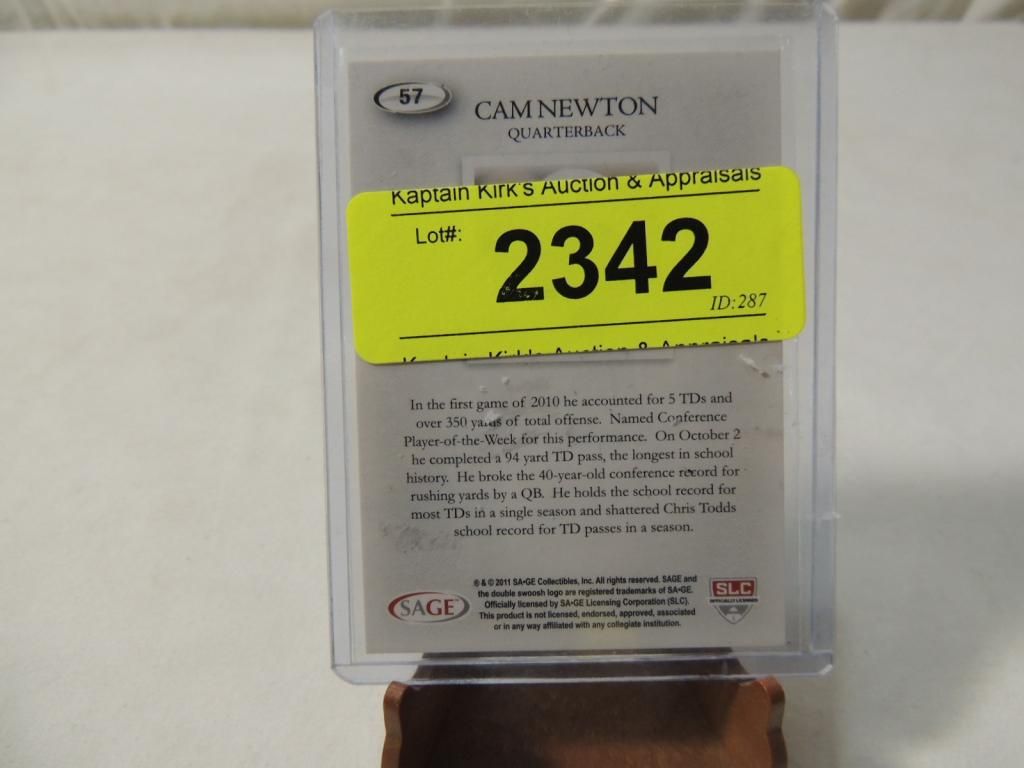 57
CAM NEWTON
QUARTERBACK
Kaptain Kirk's Auction & Appraisals
Lot#:
2342
ID:287
Kaptain Kirk's Auction & Appraisals
In the first game of 2010 he accounted for 5 TDs and
over 350 yards of total offense. Named Conference
Player-of-the-Week for this performance. On October 2
he completed a 94 yard TD pass, the longest in school
history. He broke the 40-year-old conference record for
rushing yards by a QB. He holds the school record for
most TDs in a single season and shattered Chris Todds
school record for TD passes in a season.
SAGE
® & © 2011 SA•GE Collectibles, Inc. All rights reserved. SAGE and
the double swoosh logo are registered trademarks of SA•GE.
Officially licensed by SA•GE Licensing Corporation (SLC).
This product is not licensed, endorsed, approved, associated
or in any way affiliated with any collegiate institution.
SLC
OFFICIALLY LICENSED